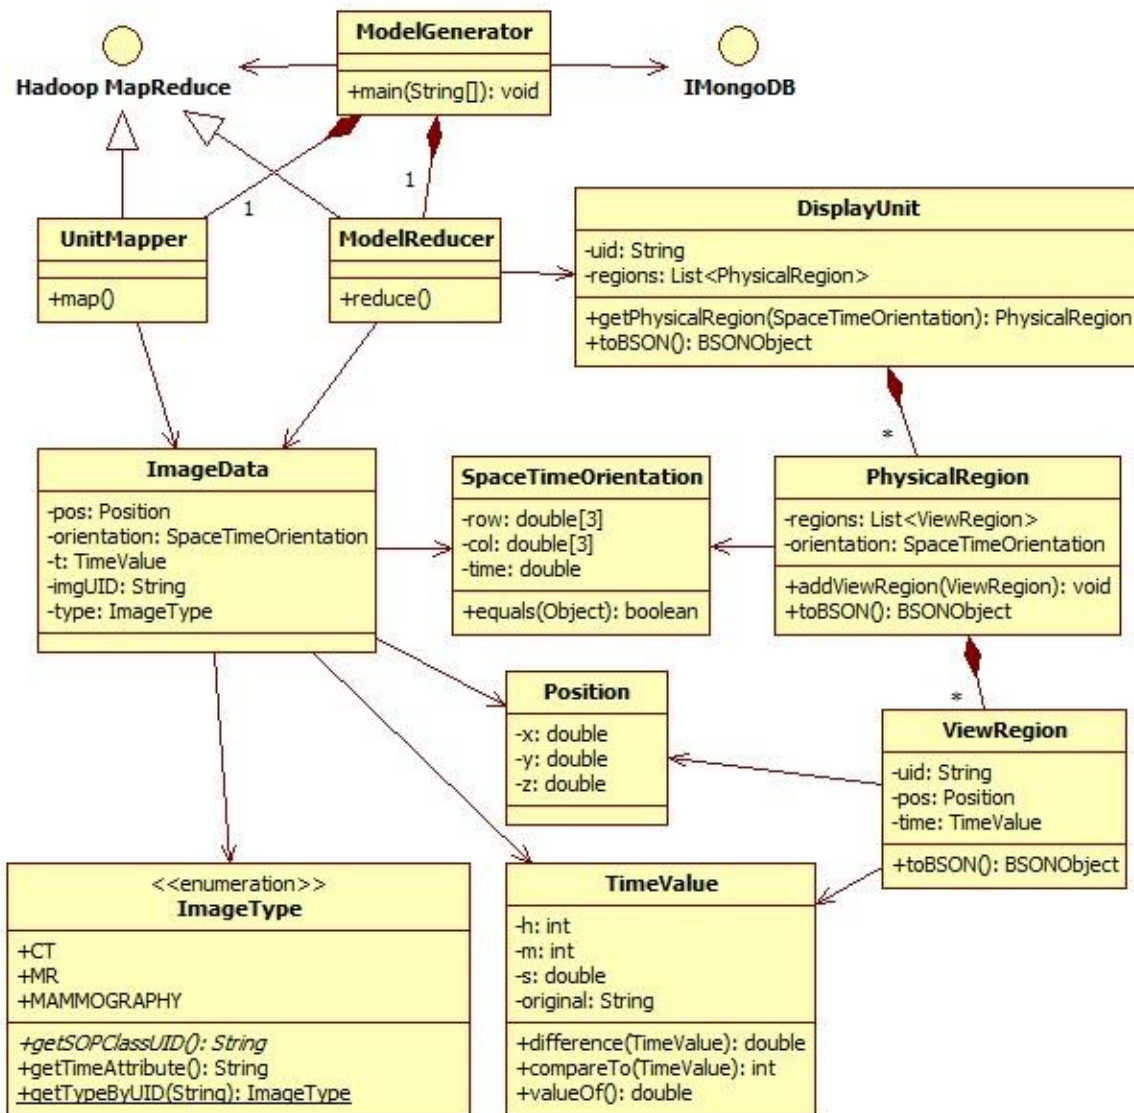 ModelGenerator
+main(String[]): void
Hadoop MapReduce
IMongoDB
1
1
UnitMapper
+map()
ModelReducer
+reduce()
DisplayUnit
-uid: String
-regions: List<PhysicalRegion>
+getPhysicalRegion(SpaceTimeOrientation): PhysicalRegion
+toBSON(): BSONObject
*
ImageData
-pos: Position
-orientation: SpaceTimeOrientation
-t: TimeValue
-imgUID: String
-type: ImageType
SpaceTimeOrientation
-row: double[3]
-col: double[3]
-time: double
+equals(Object): boolean
PhysicalRegion
-regions: List<ViewRegion>
-orientation: SpaceTimeOrientation
+addViewRegion(ViewRegion): void
+toBSON(): BSONObject
*
Position
-x: double
-y: double
-z: double
ViewRegion
-uid: String
-pos: Position
-time: TimeValue
+toBSON(): BSONObject
<<enumeration>>
ImageType
+CT
+MR
+MAMMOGRAPHY
+getSOPClassUID(): String
+getTimeAttribute(): String
+getTypeByUID(String): ImageType
TimeValue
-h: int
-m: int
-s: double
-original: String
+difference(TimeValue): double
+compareTo(TimeValue): int
+valueOf(): double